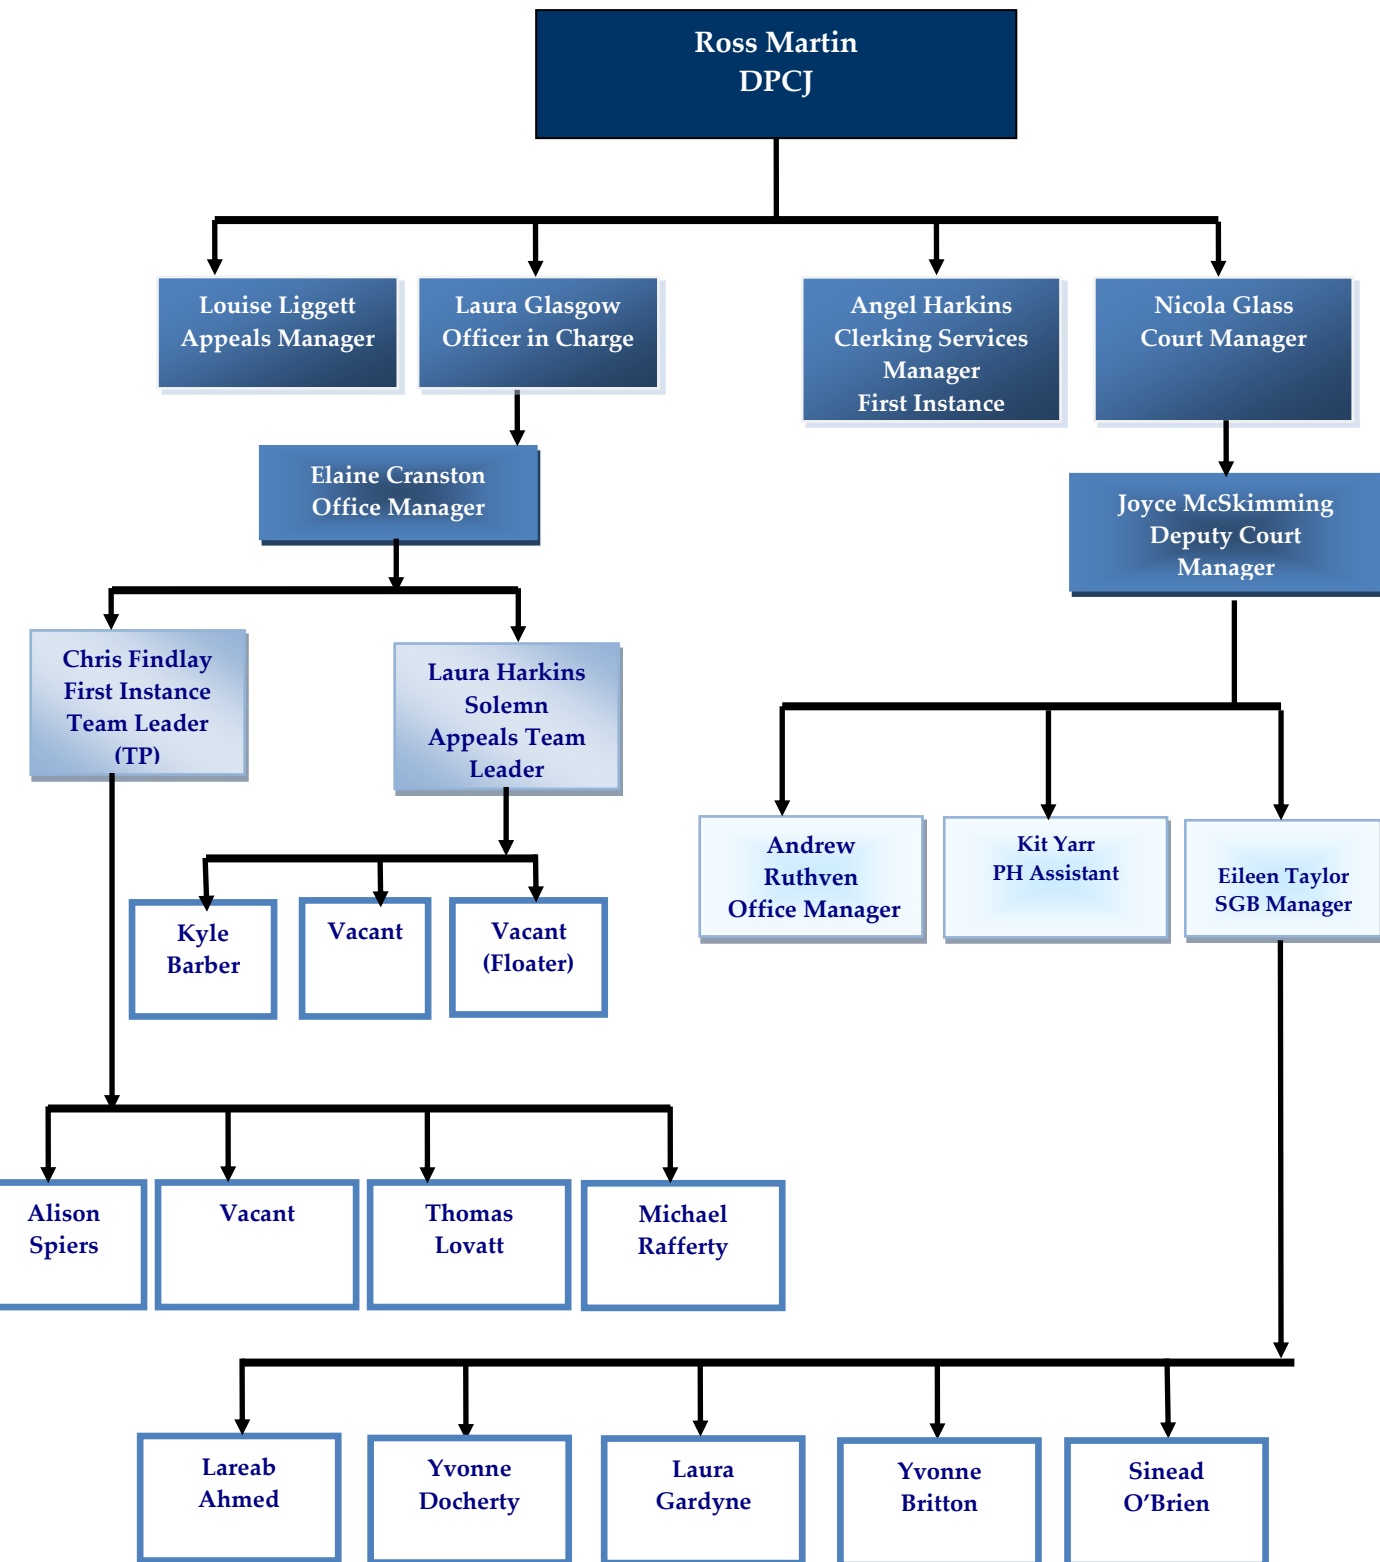 Ross Martin
DPCJ
Louise Liggett
Appeals Manager
Laura Glasgow
Officer in Charge
Angel Harkins
Clerking Services
Manager
First Instance
Nicola Glass
Court Manager
Elaine Cranston
Office Manager
Joyce McSkimming
Deputy Court
Manager
Chris Findlay
First Instance
Team Leader
(TP)
Laura Harkins
Solemn
Appeals Team
Leader
Andrew
Ruthven
Office Manager
Kit Yarr
PH Assistant
Eileen Taylor
SGB Manager
Kyle
Barber
Vacant
Vacant
(Floater)
Alison
Spiers
Vacant
Thomas
Lovatt
Michael
Rafferty
Lareab
Ahmed
Yvonne
Docherty
Laura
Gardyne
Yvonne
Britton
Sinead
O’Brien